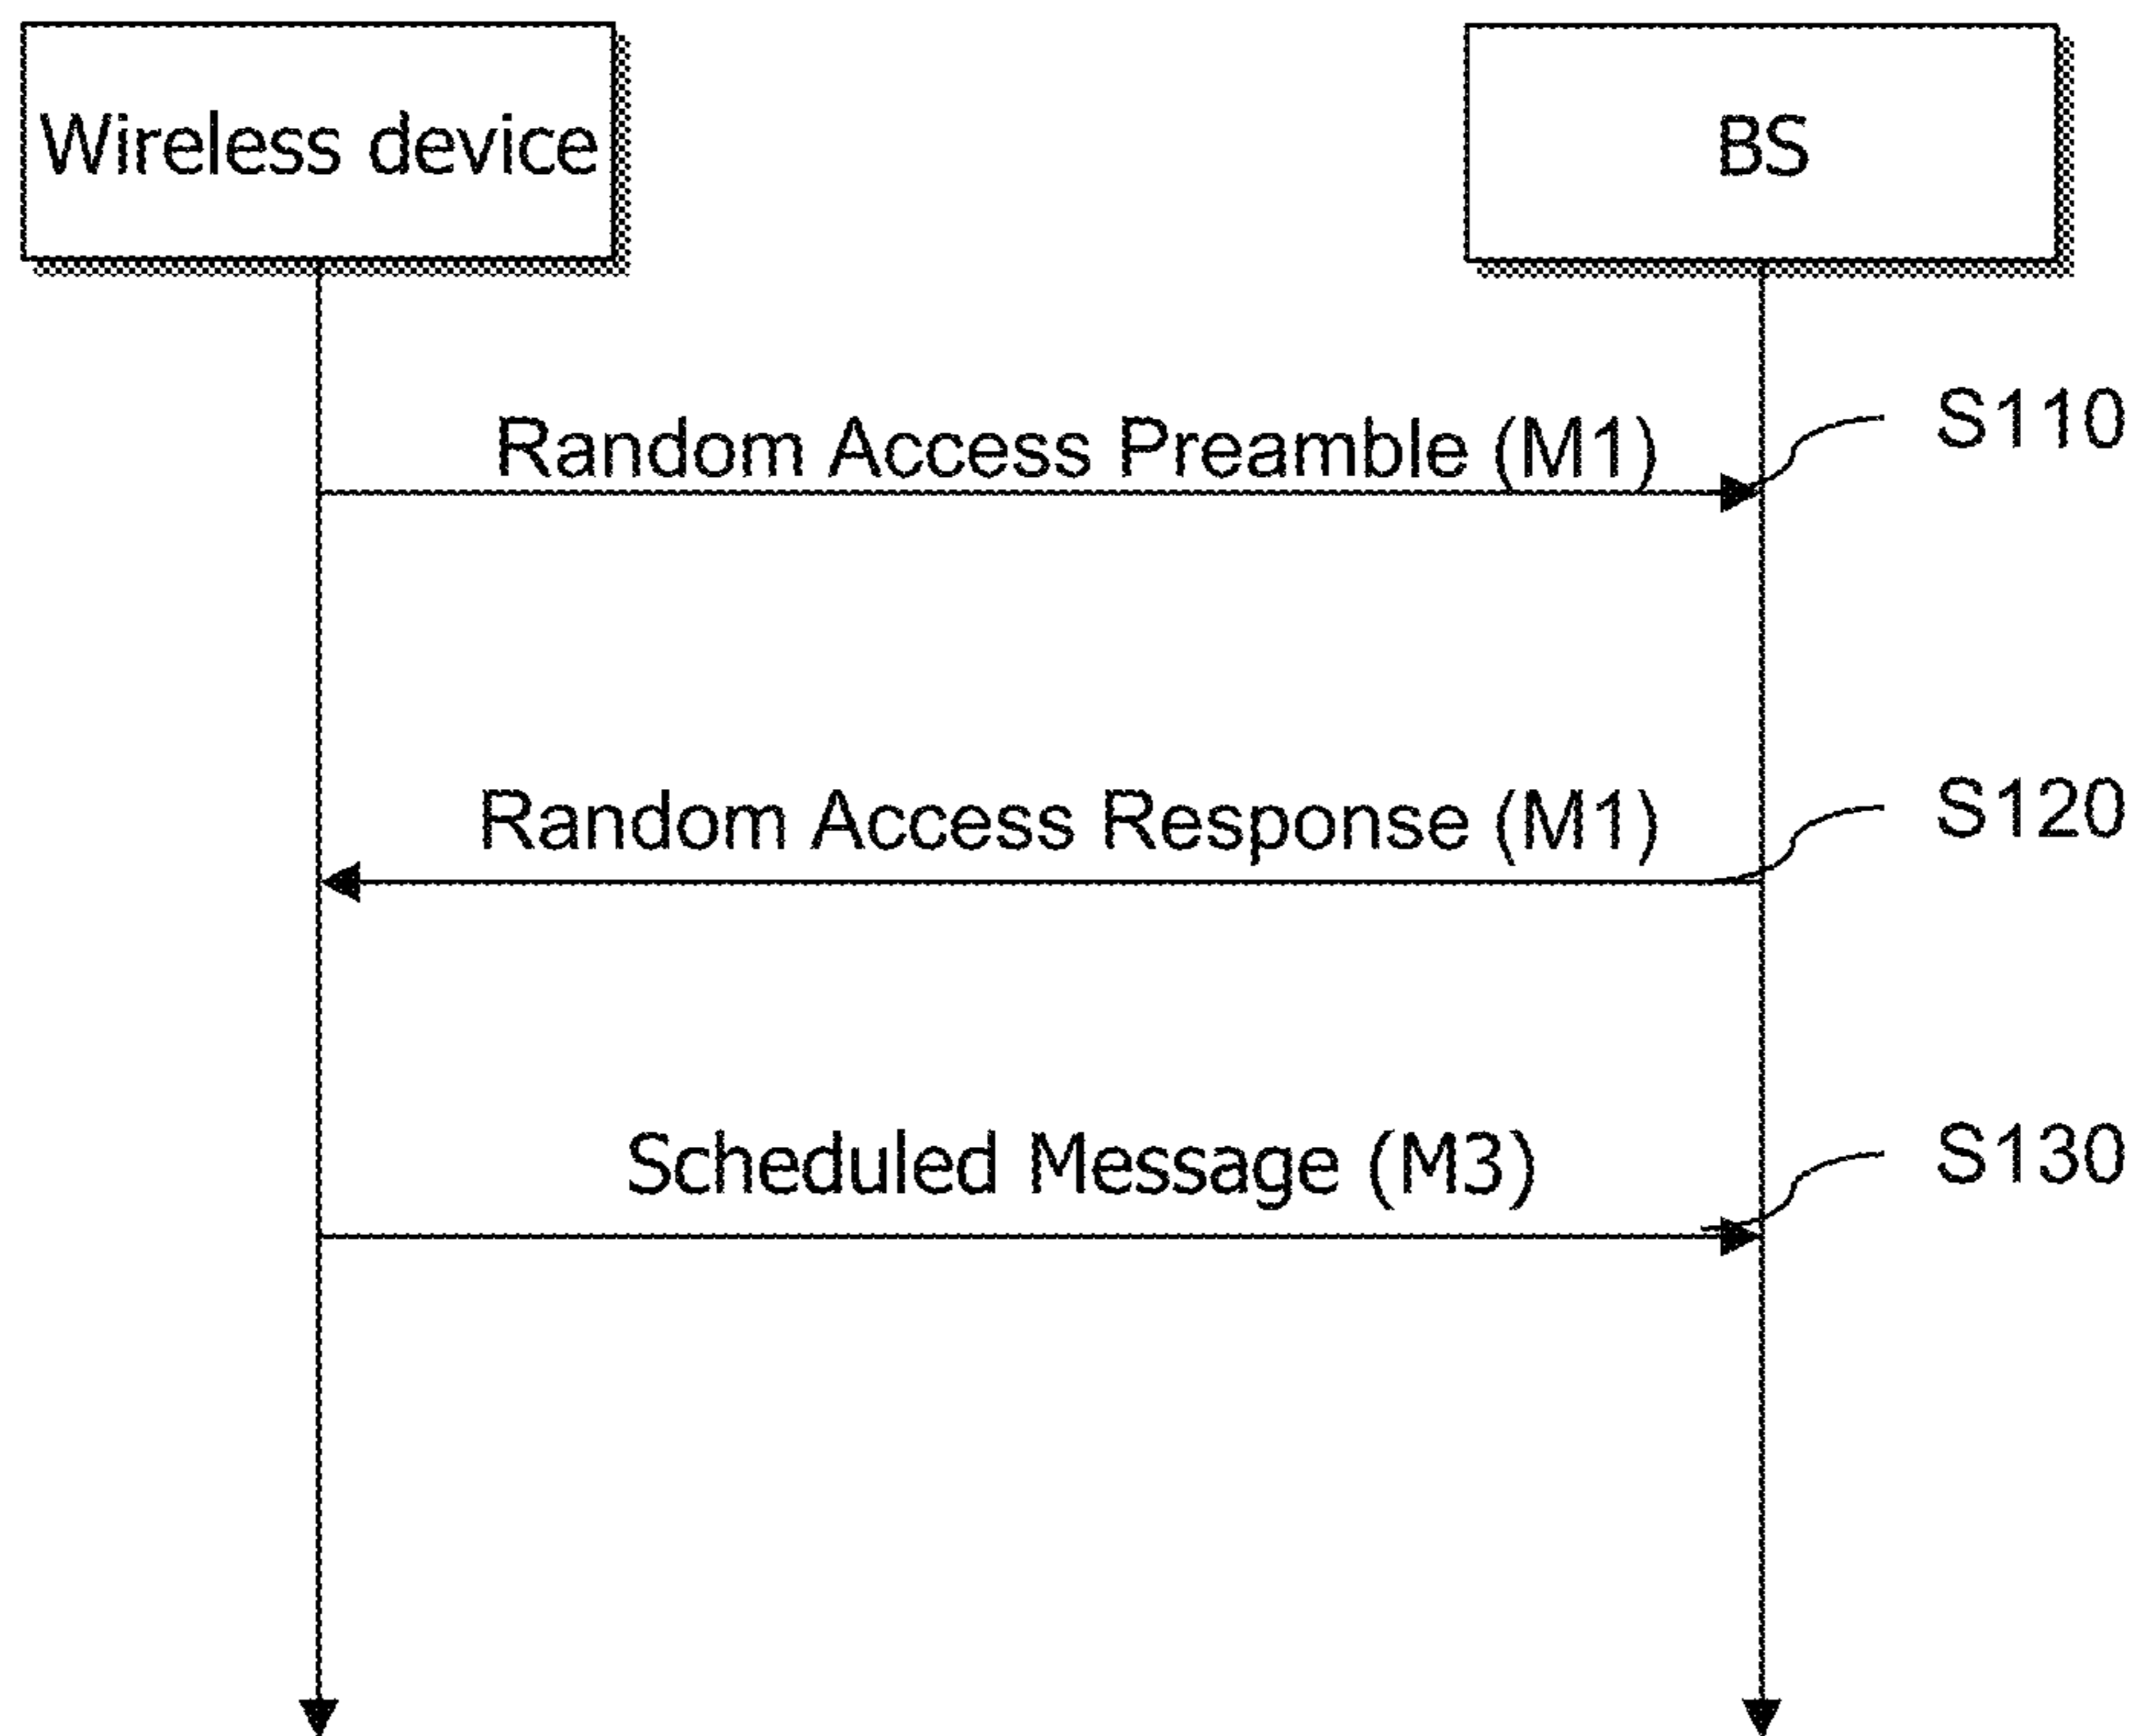 Wireless device
BS
Random Access Preamble (M1)
S110
Random Access Response (M1)
S120
Scheduled Message (M3)
S130